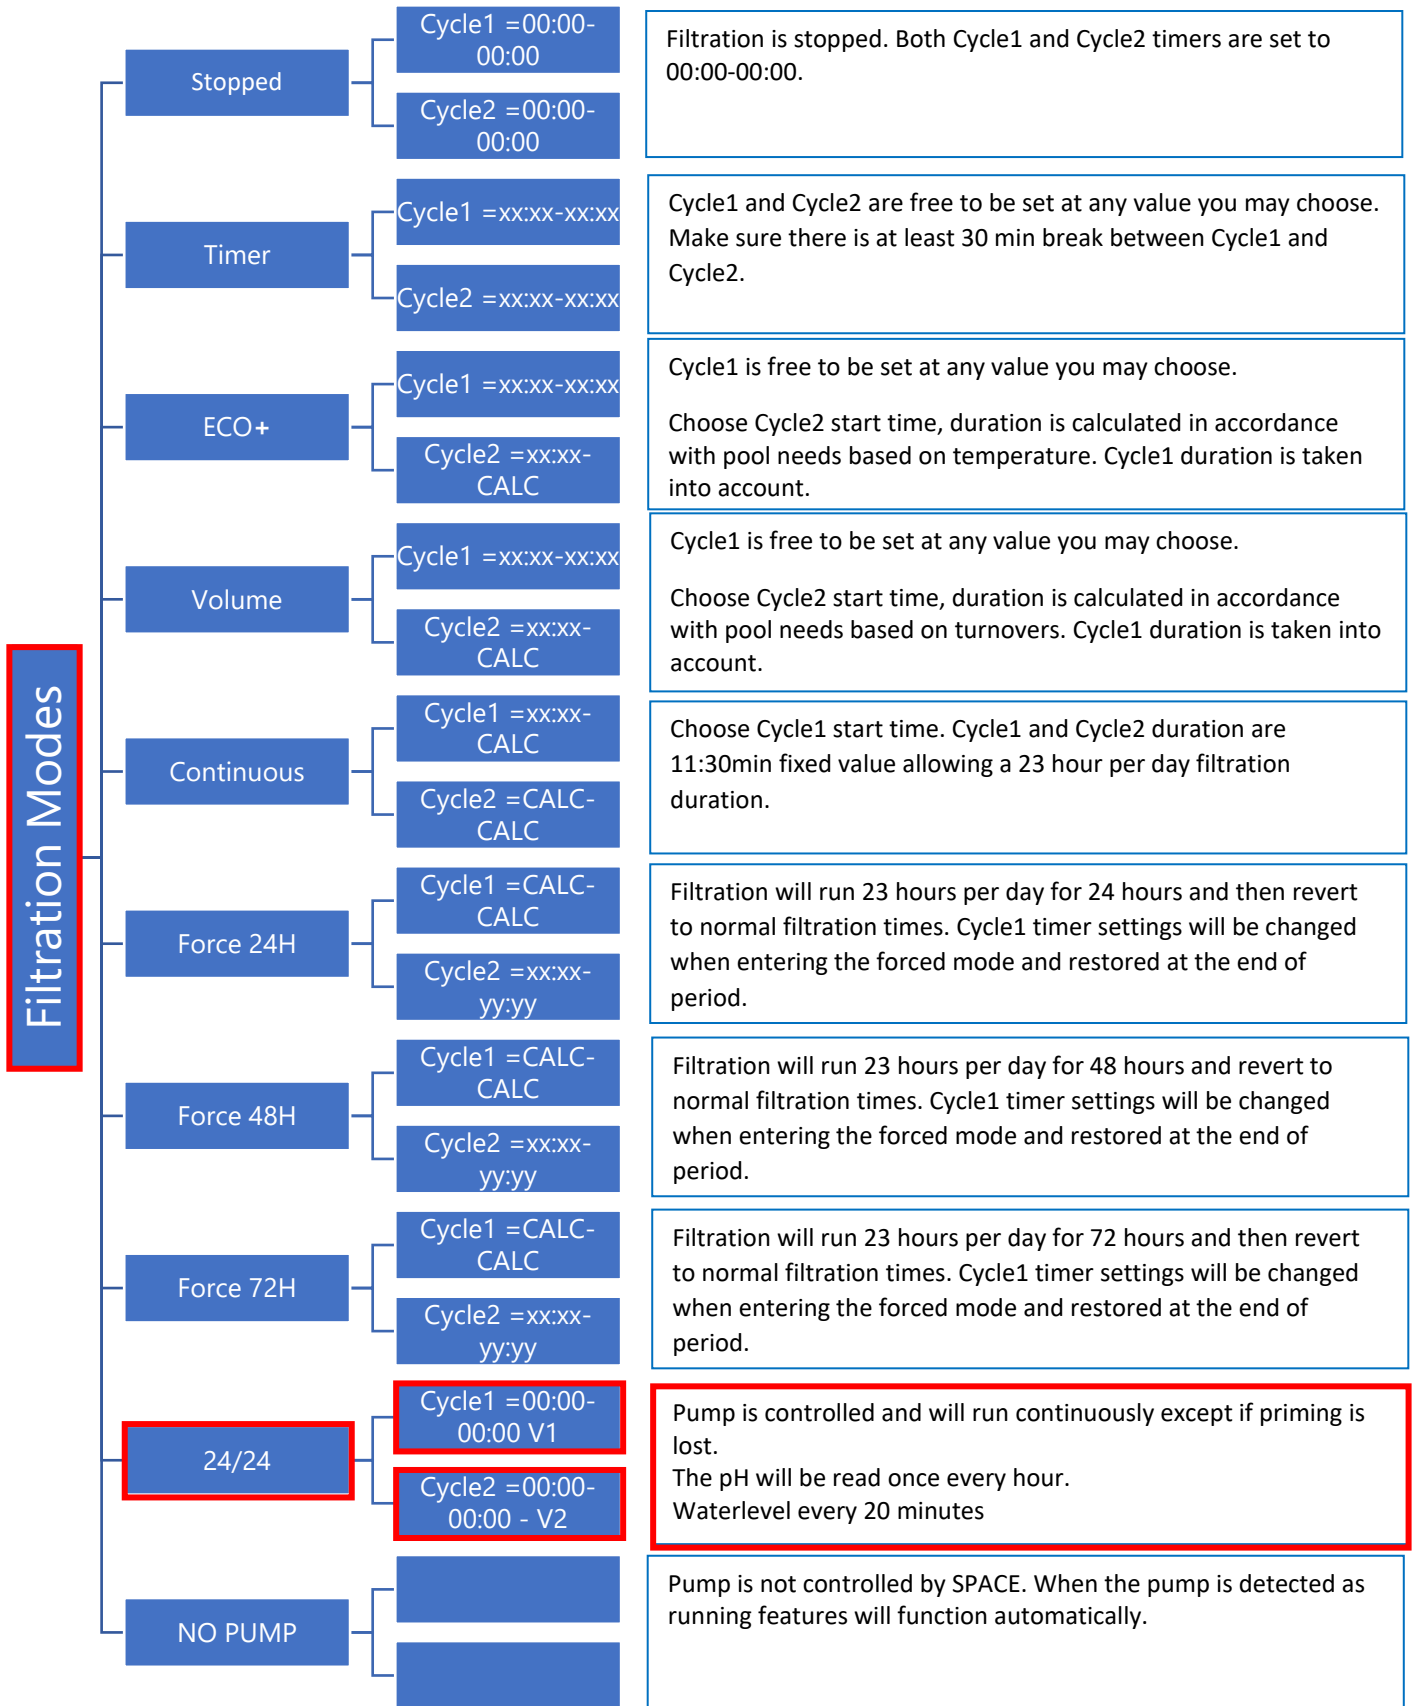 Filtration Modes
Stopped
Cycle1 =00:00-
00:00
Cycle2 =00:00-
00:00
Filtration is stopped. Both Cycle1 and Cycle2 timers are set to
00:00-00:00.
Timer
Cycle1 =xx:xx-xx:xx
Cycle2 =xx:xx-xx:xx
Cycle1 and Cycle2 are free to be set at any value you may choose.
Make sure there is at least 30 min break between Cycle1 and
Cycle2.
ECO+
Cycle1 =xx:xx-xx:xx
Cycle2 =xx:xx-
CALC
Cycle1 is free to be set at any value you may choose.
Choose Cycle2 start time, duration is calculated in accordance
with pool needs based on temperature. Cycle1 duration is taken
into account.
Volume
Cycle1 =xx:xx-xx:xx
Cycle2 =xx:xx-
CALC
Cycle1 is free to be set at any value you may choose.
Choose Cycle2 start time, duration is calculated in accordance
with pool needs based on turnovers. Cycle1 duration is taken into
account.
Continuous
Cycle1 =xx:xx-
CALC
Cycle2 =CALC-
CALC
Choose Cycle1 start time. Cycle1 and Cycle2 duration are
11:30min fixed value allowing a 23 hour per day filtration
duration.
Force 24H
Cycle1 =CALC-
CALC
Cycle2 =xx:xx-
yy:yy
Filtration will run 23 hours per day for 24 hours and then revert
to normal filtration times. Cycle1 timer settings will be changed
when entering the forced mode and restored at the end of
period.
Force 48H
Cycle1 =CALC-
CALC
Cycle2 =xx:xx-
yy:yy
Filtration will run 23 hours per day for 48 hours and revert to
normal filtration times. Cycle1 timer settings will be changed
when entering the forced mode and restored at the end of
period.
Force 72H
Cycle1 =CALC-
CALC
Cycle2 =xx:xx-
yy:yy
Filtration will run 23 hours per day for 72 hours and then revert
to normal filtration times. Cycle1 timer settings will be changed
when entering the forced mode and restored at the end of
period.
24/24
Cycle1 =00:00-
00:00 V1
Cycle2 =00:00-
00:00 - V2
Pump is controlled and will run continuously except if priming is
lost.
The pH will be read once every hour.
Waterlevel every 20 minutes
NO PUMP
Pump is not controlled by SPACE. When the pump is detected as
running features will function automatically.